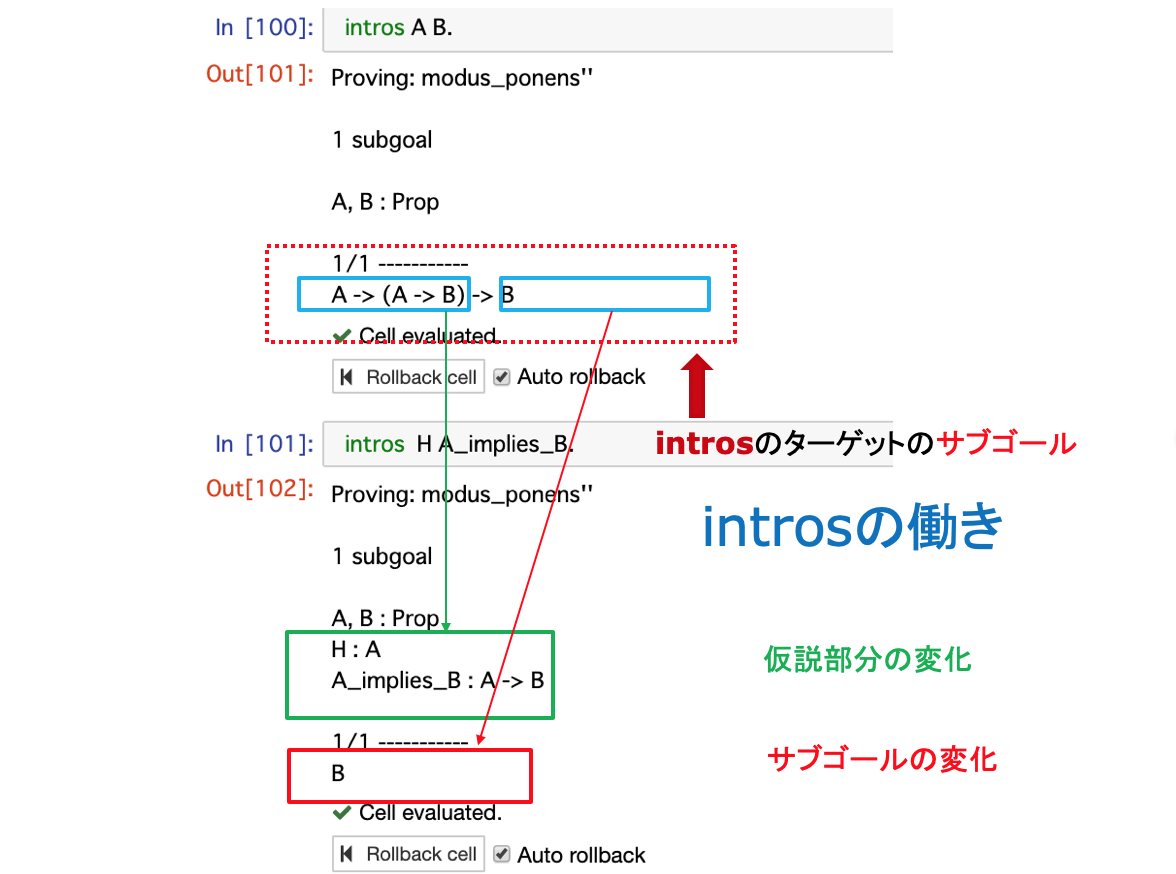 In [100]: intros A B.
Out[101]: Proving: modus_ponens''
1 subgoal
A, B : Prop
1/1 -----------
A -> (A -> B) -> B
✔ Cell evaluated.
Rollback cell Auto rollback
introsのターゲットのサブゴール
In [101]: intros H A_implies_B.
Out[102]: Proving: modus_ponens''
introsの働き
1 subgoal
A, B : Prop
H : A
仮説部分の変化
A_implies_B : A -> B
1/1 -----------
サブゴールの変化
B
✔ Cell evaluated.
Rollback cell Auto rollback